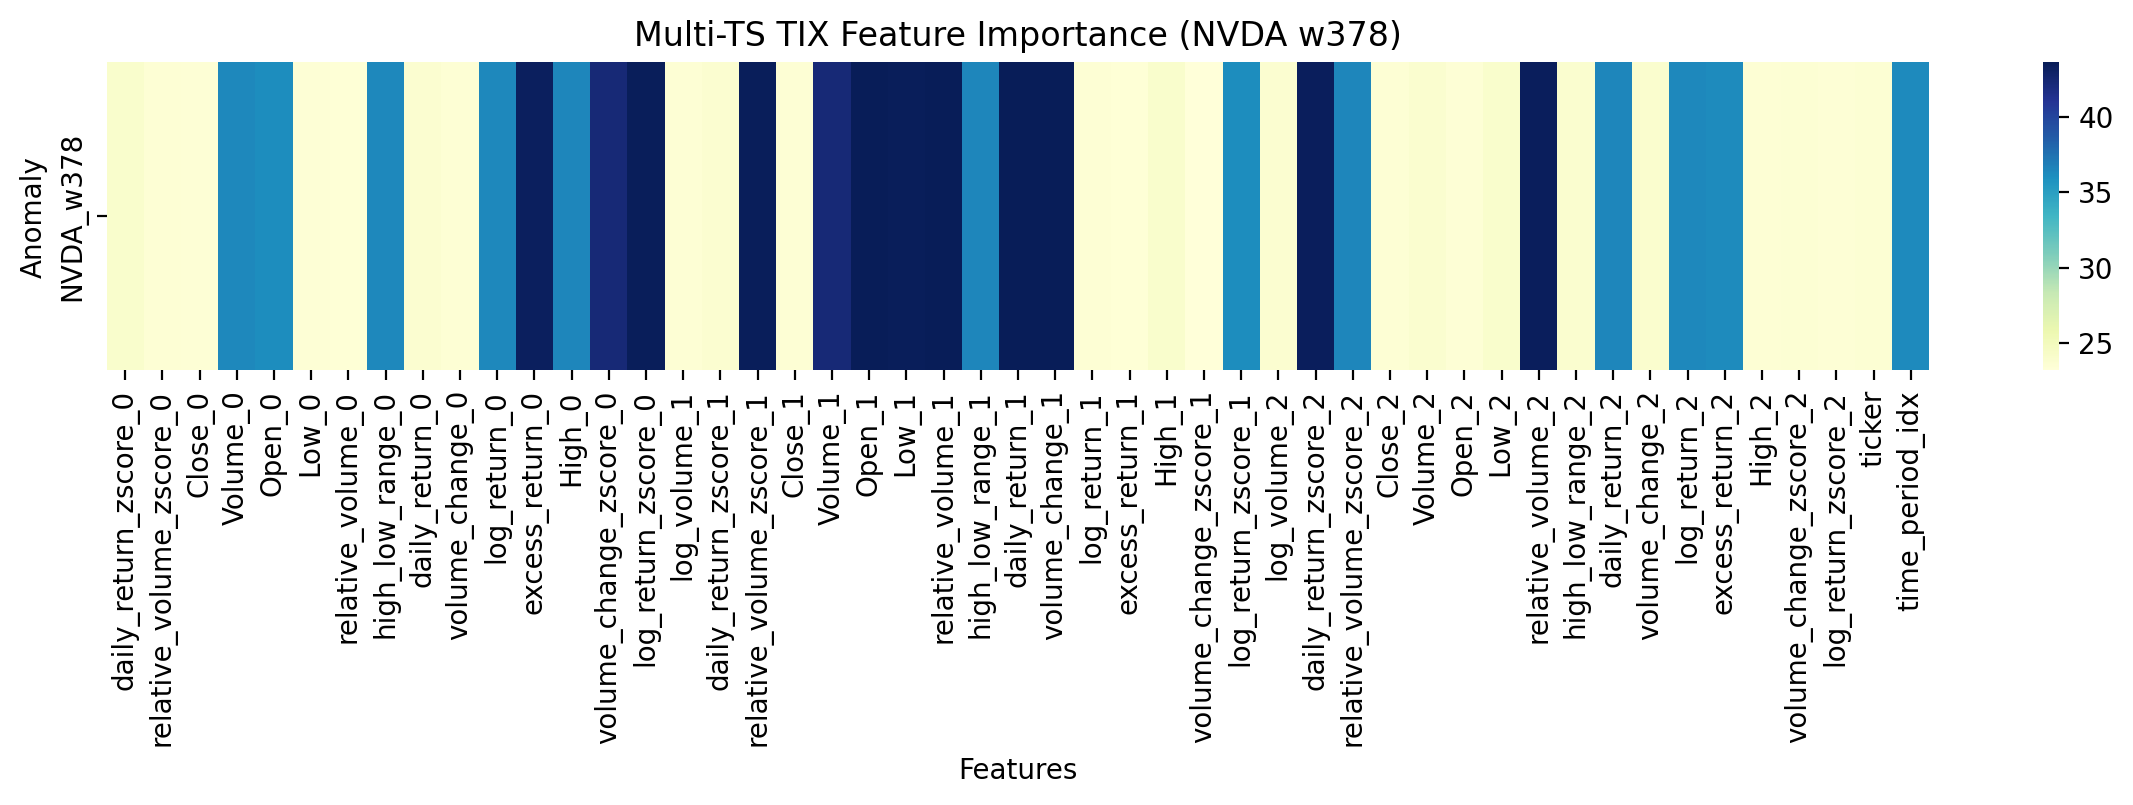 Multi-TS TIX Feature Importance (NVDA w378)
Anomaly
NVDA_w378
daily_return_zscore_0
relative_volume_zscore_0
Close_0
Volume_0
Open_0
Low_0
relative_volume_0
high_low_range_0
daily_return_0
volume_change_0
log_return_0
excess_return_0
High_0
volume_change_zscore_0
log_return_zscore_0
log_volume_1
daily_return_zscore_1
relative_volume_zscore_1
Close_1
Volume_1
Open_1
Low_1
relative_volume_1
high_low_range_1
daily_return_1
volume_change_1
log_return_1
excess_return_1
High_1
volume_change_zscore_1
log_return_zscore_1
log_volume_2
daily_return_zscore_2
relative_volume_zscore_2
Close_2
Volume_2
Open_2
Low_2
relative_volume_2
high_low_range_2
daily_return_2
volume_change_2
log_return_2
excess_return_2
High_2
volume_change_zscore_2
log_return_zscore_2
ticker
time_period_idx
Features
40
35
30
25